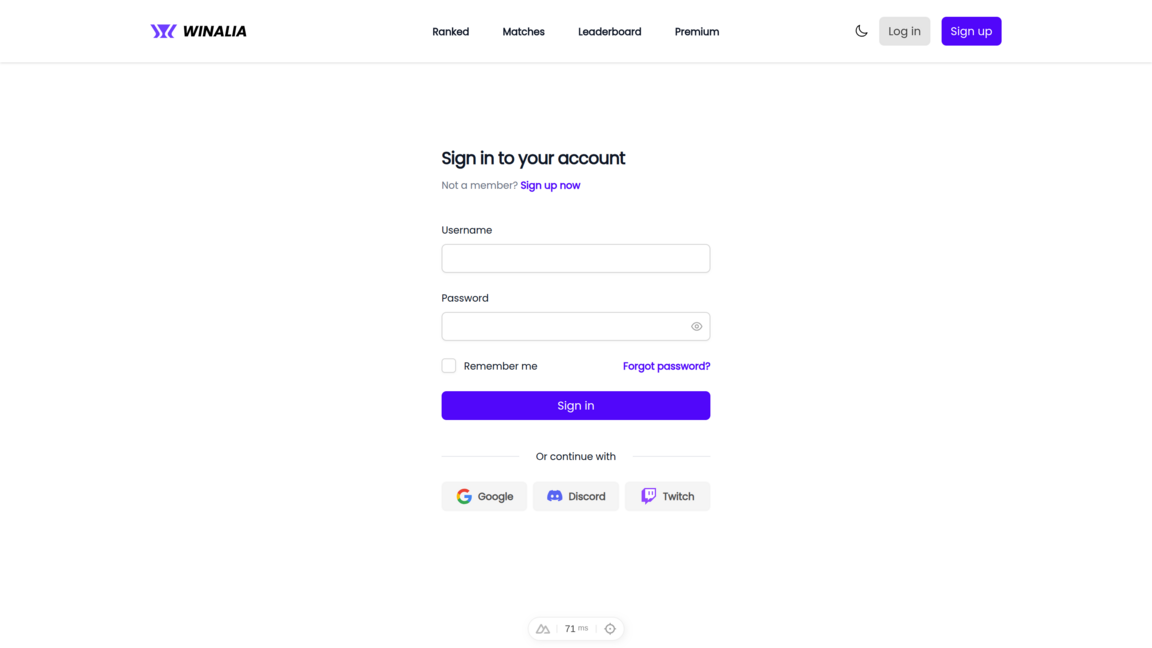 WINALIA Ranked Matches Leaderboard Premium Log in Sign up
Sign in to your account
Not a member? Sign up now
Username
Password
Remember me Forgot password?
Sign in
Or continue with
Google Discord Twitch
71 ms